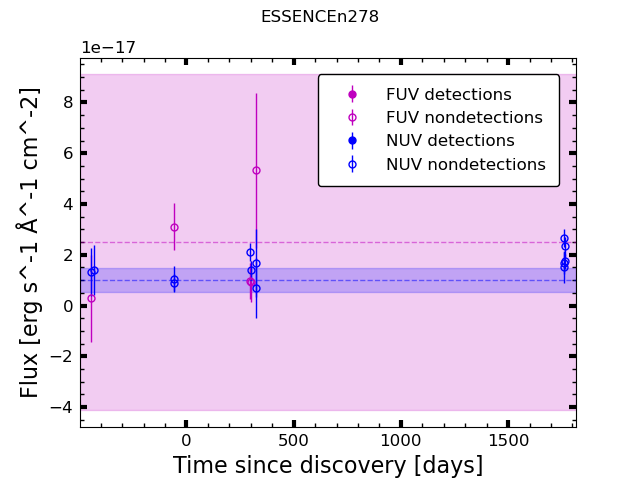 ESSENCEn278
1e−17
FUV detections
FUV nondetections
NUV detections
NUV nondetections
8
6
4
2
0
−2
−4
Flux [erg s^-1 Å^-1 cm^-2]
0 500 1000 1500
Time since discovery [days]